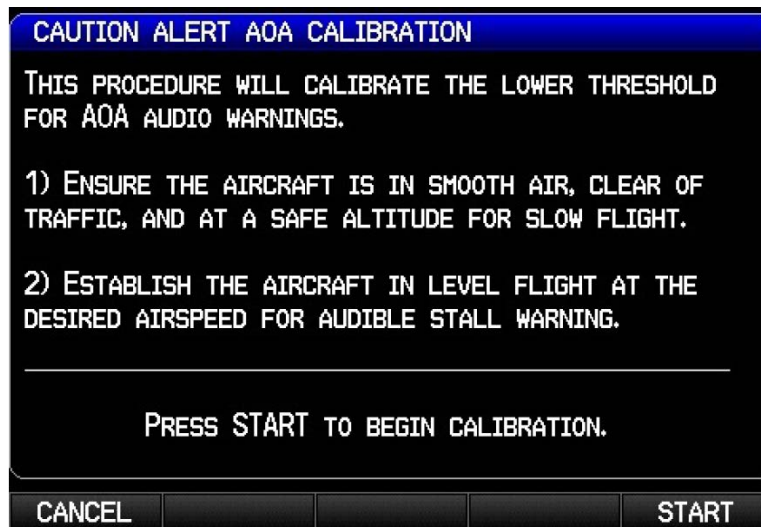 CAUTION ALERT AOA CALIBRATION
THIS PROCEDURE WILL CALIBRATE THE LOWER THRESHOLD
FOR AOA AUDIO WARNINGS.
1) ENSURE THE AIRCRAFT IS IN SMOOTH AIR, CLEAR OF
TRAFFIC, AND AT A SAFE ALTITUDE FOR SLOW FLIGHT.
2) ESTABLISH THE AIRCRAFT IN LEVEL FLIGHT AT THE
DESIRED AIRSPEED FOR AUDIBLE STALL WARNING.
PRESS START TO BEGIN CALIBRATION.
CANCEL START